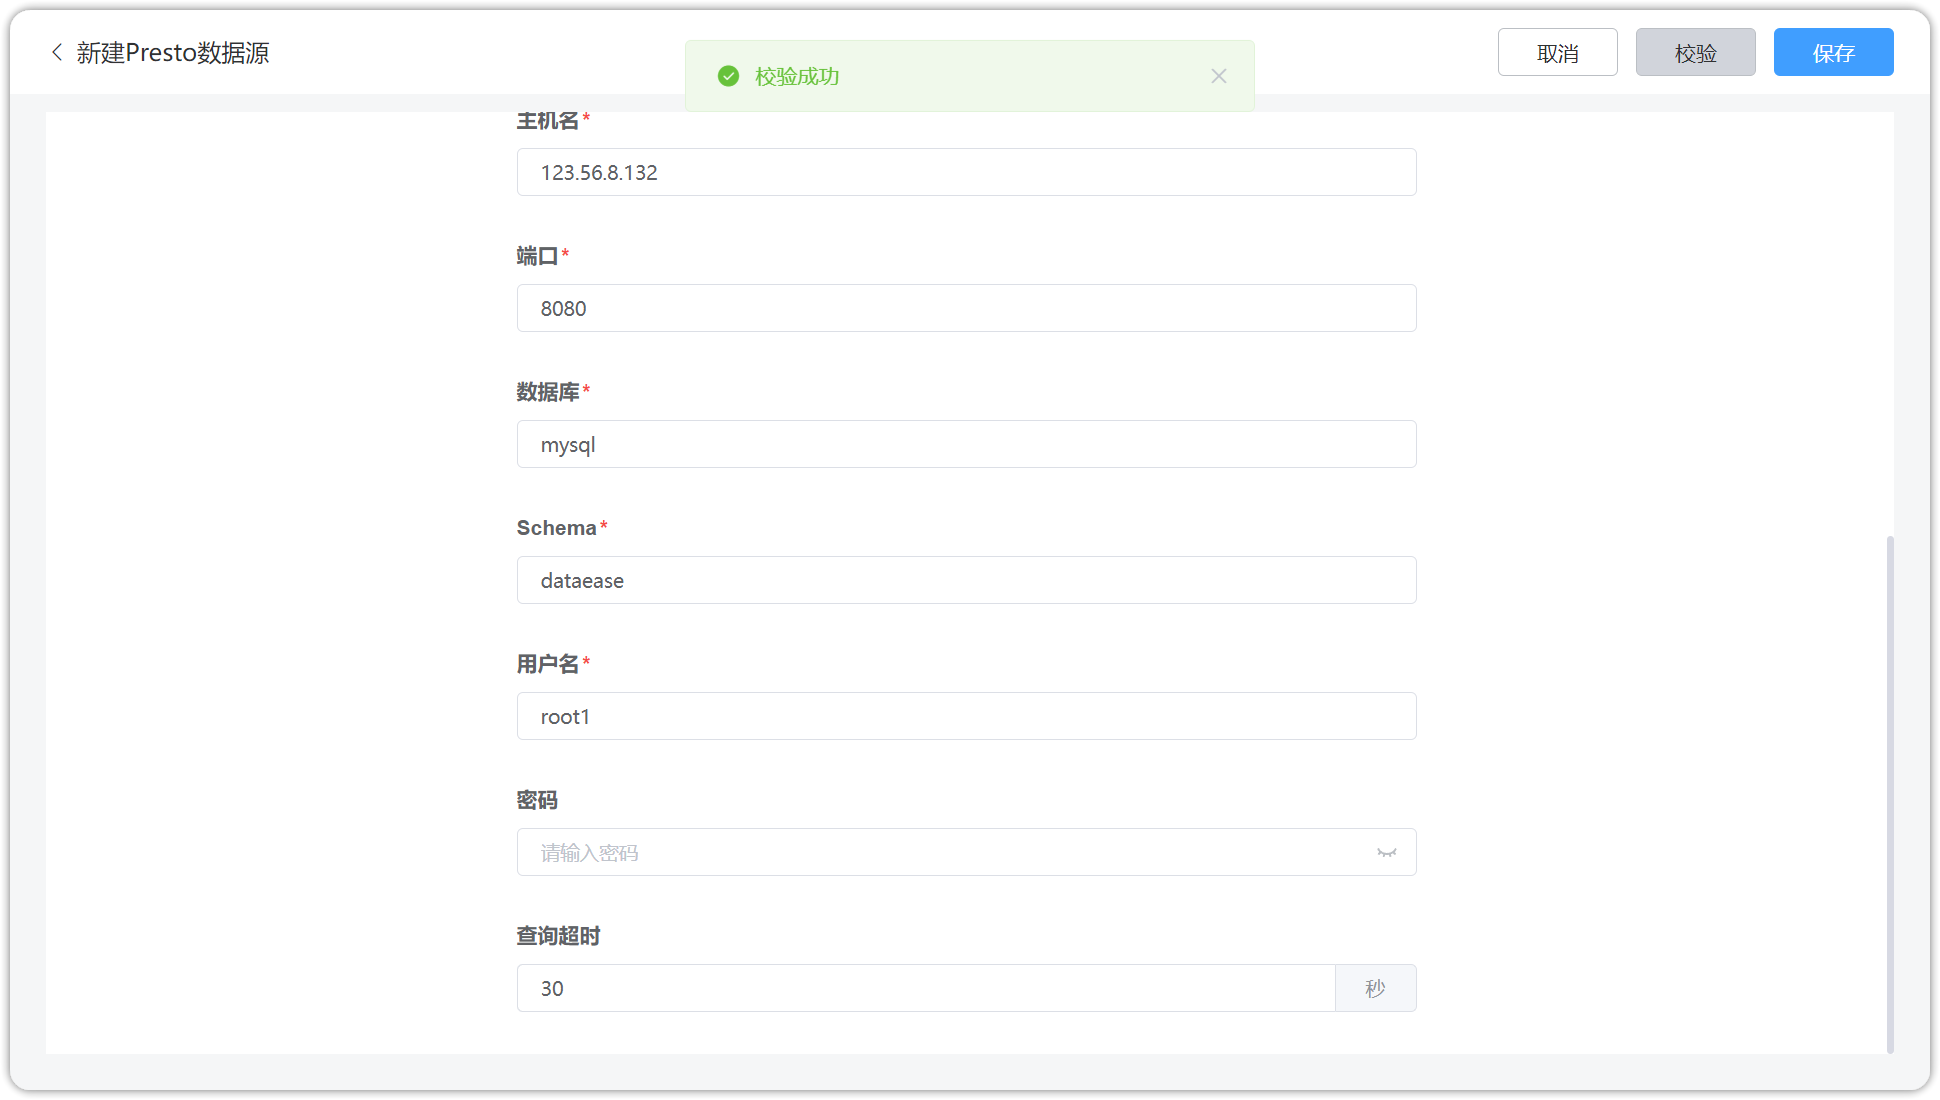 新建Presto数据源
校验成功
取消
校验
保存
主机名*
123.56.8.132
端口*
8080
数据库*
mysql
Schema*
dataease
用户名*
root1
密码
请输入密码
查询超时
30
秒